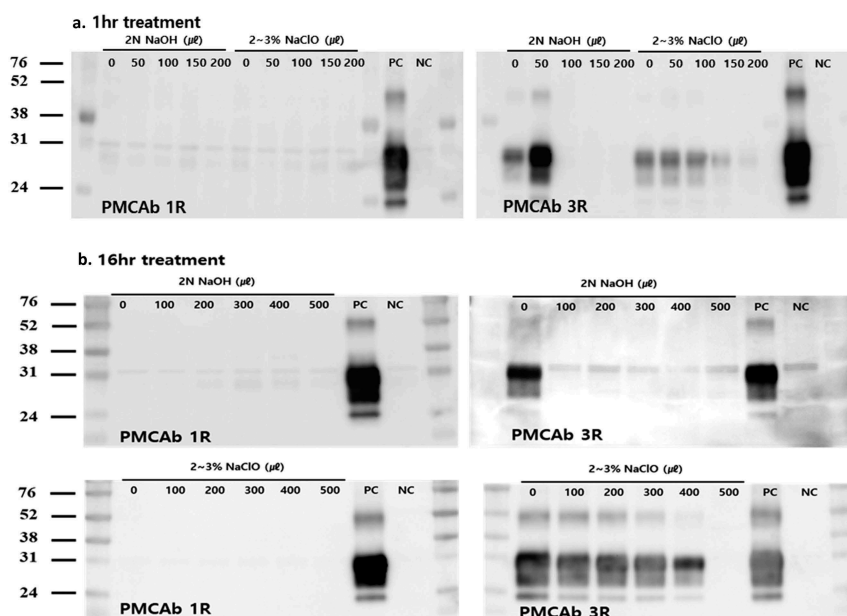 a. 1hr treatment
2N NaOH (㎕) 2~3% NaClO (㎕)
0 50 100 150 200 0 50 100 150 200 PC NC
76
52
38
31
24
PMCAb 1R
2N NaOH (㎕) 2~3% NaClO (㎕)
0 50 100 150 200 0 50 100 150 200 PC NC
PMCAb 3R
b. 16hr treatment
2N NaOH (㎕)
0 100 200 300 400 500 PC NC
76
52
38
31
24
PMCAb 1R
2N NaOH (㎕)
0 100 200 300 400 500 PC NC
PMCAb 3R
2~3% NaClO (㎕)
0 100 200 300 400 500 PC NC
76
52
38
31
24
PMCAb 1R
2~3% NaClO (㎕)
0 100 200 300 400 500 PC NC
PMCAb 3R